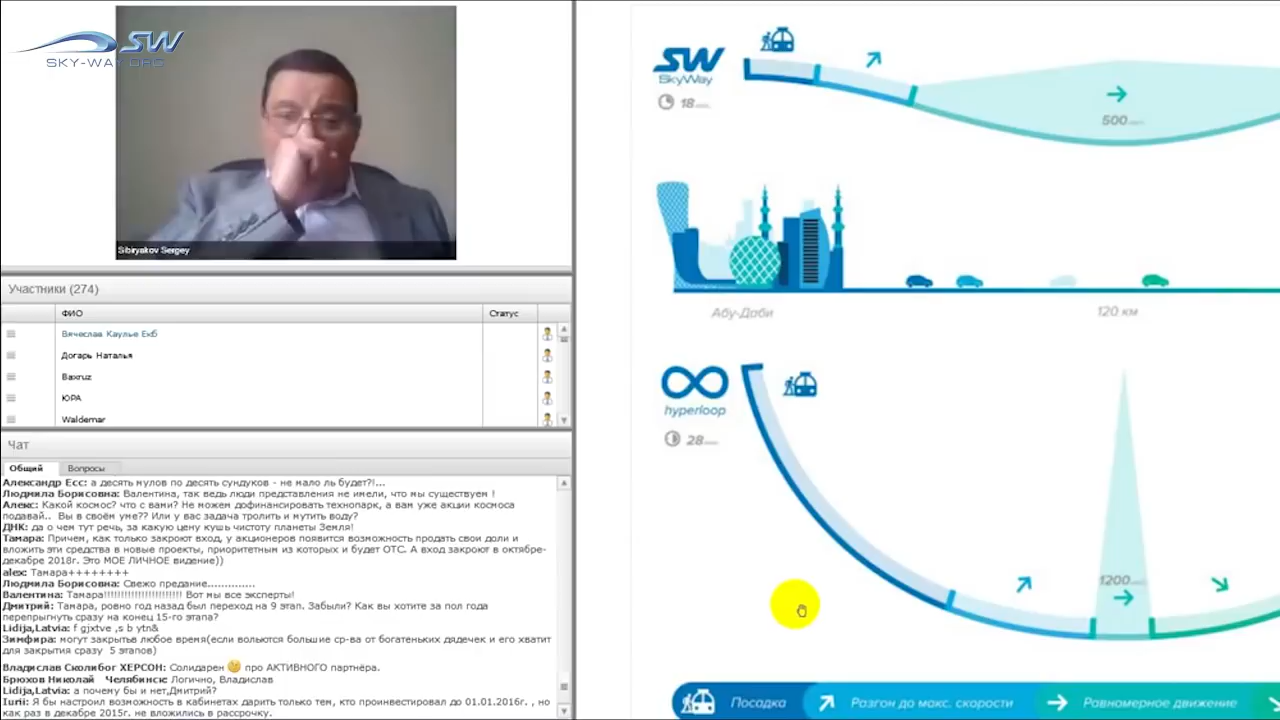 SW
SKY-WAY.ORG
Sibiryakov Sergey
Участники (274)
ФИО
Статус
Вячеслав Каулье Екб
Догарь Наталья
Baxruz
ЮРА
Waldemar
Чат
Общий
Вопросы
Александр Есс: а десять мулов по десять сундуков - не мало ль будет?!...
Людмила Борисовна: Валентина, так ведь люди представления не имели, что мы существуем !
Алекс: Какой космос? что с вами? Не можем дофинансировать технопарк, а вам уже акции космоса
подавай.. Вы в своём уме?? Или у вас задача тролить и мутить воду?
ДНК: да о чем тут речь, за какую цену кушь чистоту планеты Земля!
Тамара: Причем, как только закроют вход, у акционеров появится возможность продать свои доли и
вложить эти средства в новые проекты, приоритетным из которых и будет ОТС. А вход закроют в октябре-
декабре 2018г. Это МОЕ ЛИЧНОЕ видение))
alex: Тамара++++++++
Людмила Борисовна: Свежо предание..............
Валентина: Тамара!!!!!!!!!!!!!!!!!!!!!!! Вот мы все эксперты!
Дмитрий: Тамара, ровно год назад был переход на 9 этап. Забыли? Как вы хотите за пол года
перепрыгнуть сразу на конец 15-го этапа?
Lidija,Latvia: f gjxtve ,s b ytn&
Зимфира: могут закрытьв любое время(если вольются большие ср-ва от богатеньких дядечек и его хватит
для закрытия сразу 5 этапов)
Владислав Сколибог ХЕРСОН: Солидарен про АКТИВНОГО партнёра.
Брюхов Николай Челябинск: Логично, Владислав
Lidija,Latvia: а почему бы и нет,Дмитрий?
Iurii: Я бы настроил возможность в кабинетах дарить только тем, кто проинвестировал до 01.01.2016г. , но
как раз в декабре 2015г. не вложились в рассрочку.
SW
SkyWay
18 мин.
500
Абу-Даби
120 км
hyperloop
28 мин.
1200
Посадка
Разгон до макс. скорости
Равномерное движение